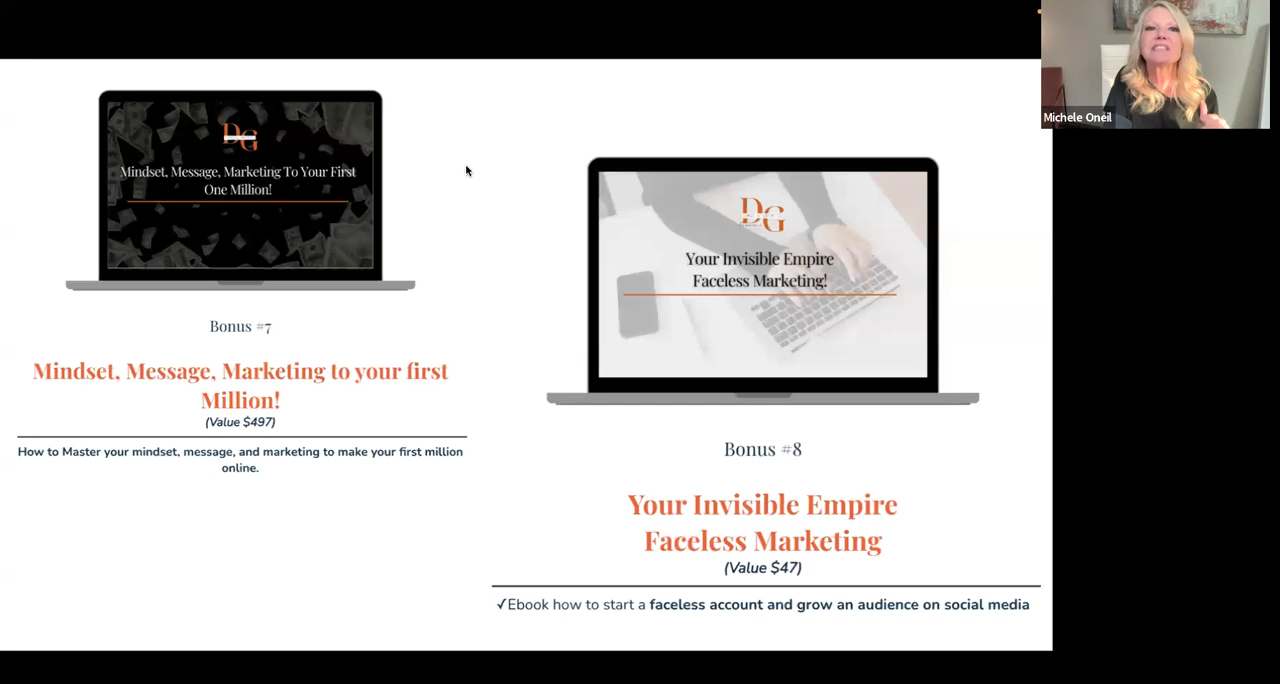 Michele Oneil
DG
Mindset, Message, Marketing To Your First
One Million!
Bonus #7
Mindset, Message, Marketing to your first
Million!
(Value $497)
How to Master your mindset, message, and marketing to make your first million
online.
DG
Your Invisible Empire
Faceless Marketing!
Bonus #8
Your Invisible Empire
Faceless Marketing
(Value $47)
✓Ebook how to start a faceless account and grow an audience on social media